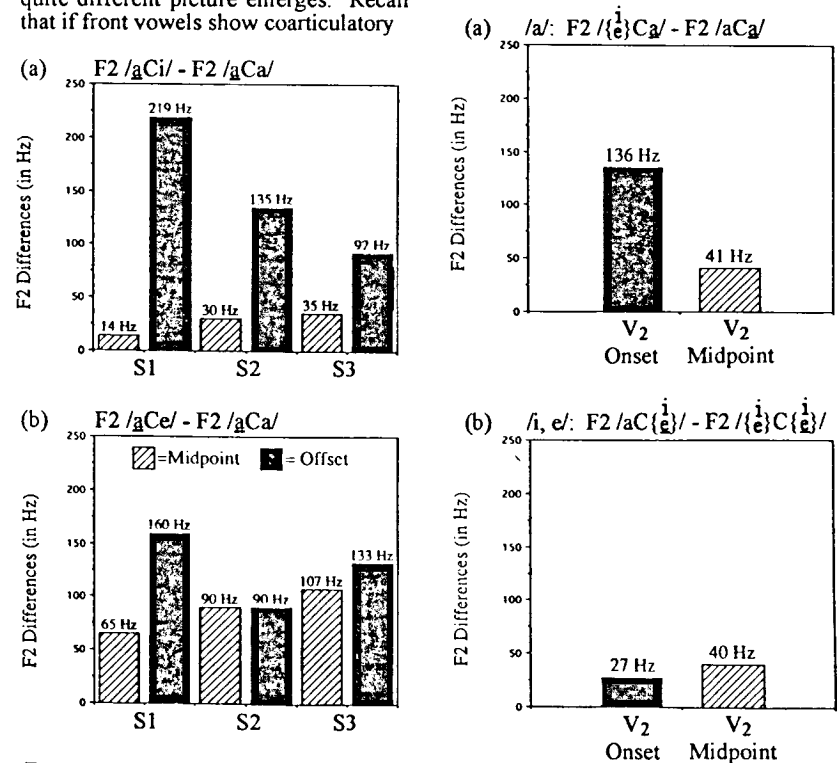 quite different picture emerges. Recall
that if front vowels show coarticulatory
(a) F2 /aCi/ - F2 /aCa/
F2 Differences (in Hz)
250
200
150
100
50
0
14 Hz
219 Hz
30 Hz
135 Hz
35 Hz
97 Hz
S1 S2 S3
(b) F2 /aCe/ - F2 /aCa/
F2 Differences (in Hz)
250
200
150
100
50
0
=Midpoint = Offset
65 Hz
160 Hz
90 Hz
90 Hz
107 Hz
133 Hz
S1 S2 S3
(a) /a/: F2 /{i e}Ca/ - F2 /aCa/
F2 Differences (in Hz)
250
200
150
100
50
0
136 Hz
41 Hz
V2 V2
Onset Midpoint
(b) /i, e/: F2 /aC{i e}/ - F2 /{i e}C{i e}/
F2 Differences (in Hz)
250
200
150
100
50
0
27 Hz
40 Hz
V2 V2
Onset Midpoint